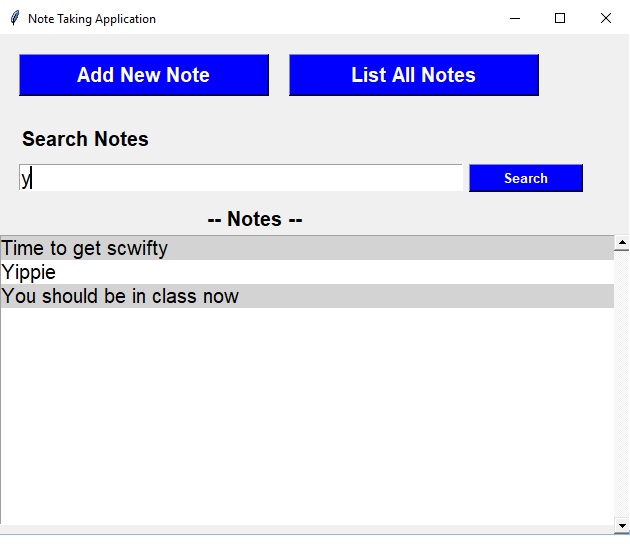 Note Taking Application
Add New Note List All Notes
Search Notes
y Search
-- Notes --
Time to get scwifty
Yippie
You should be in class now